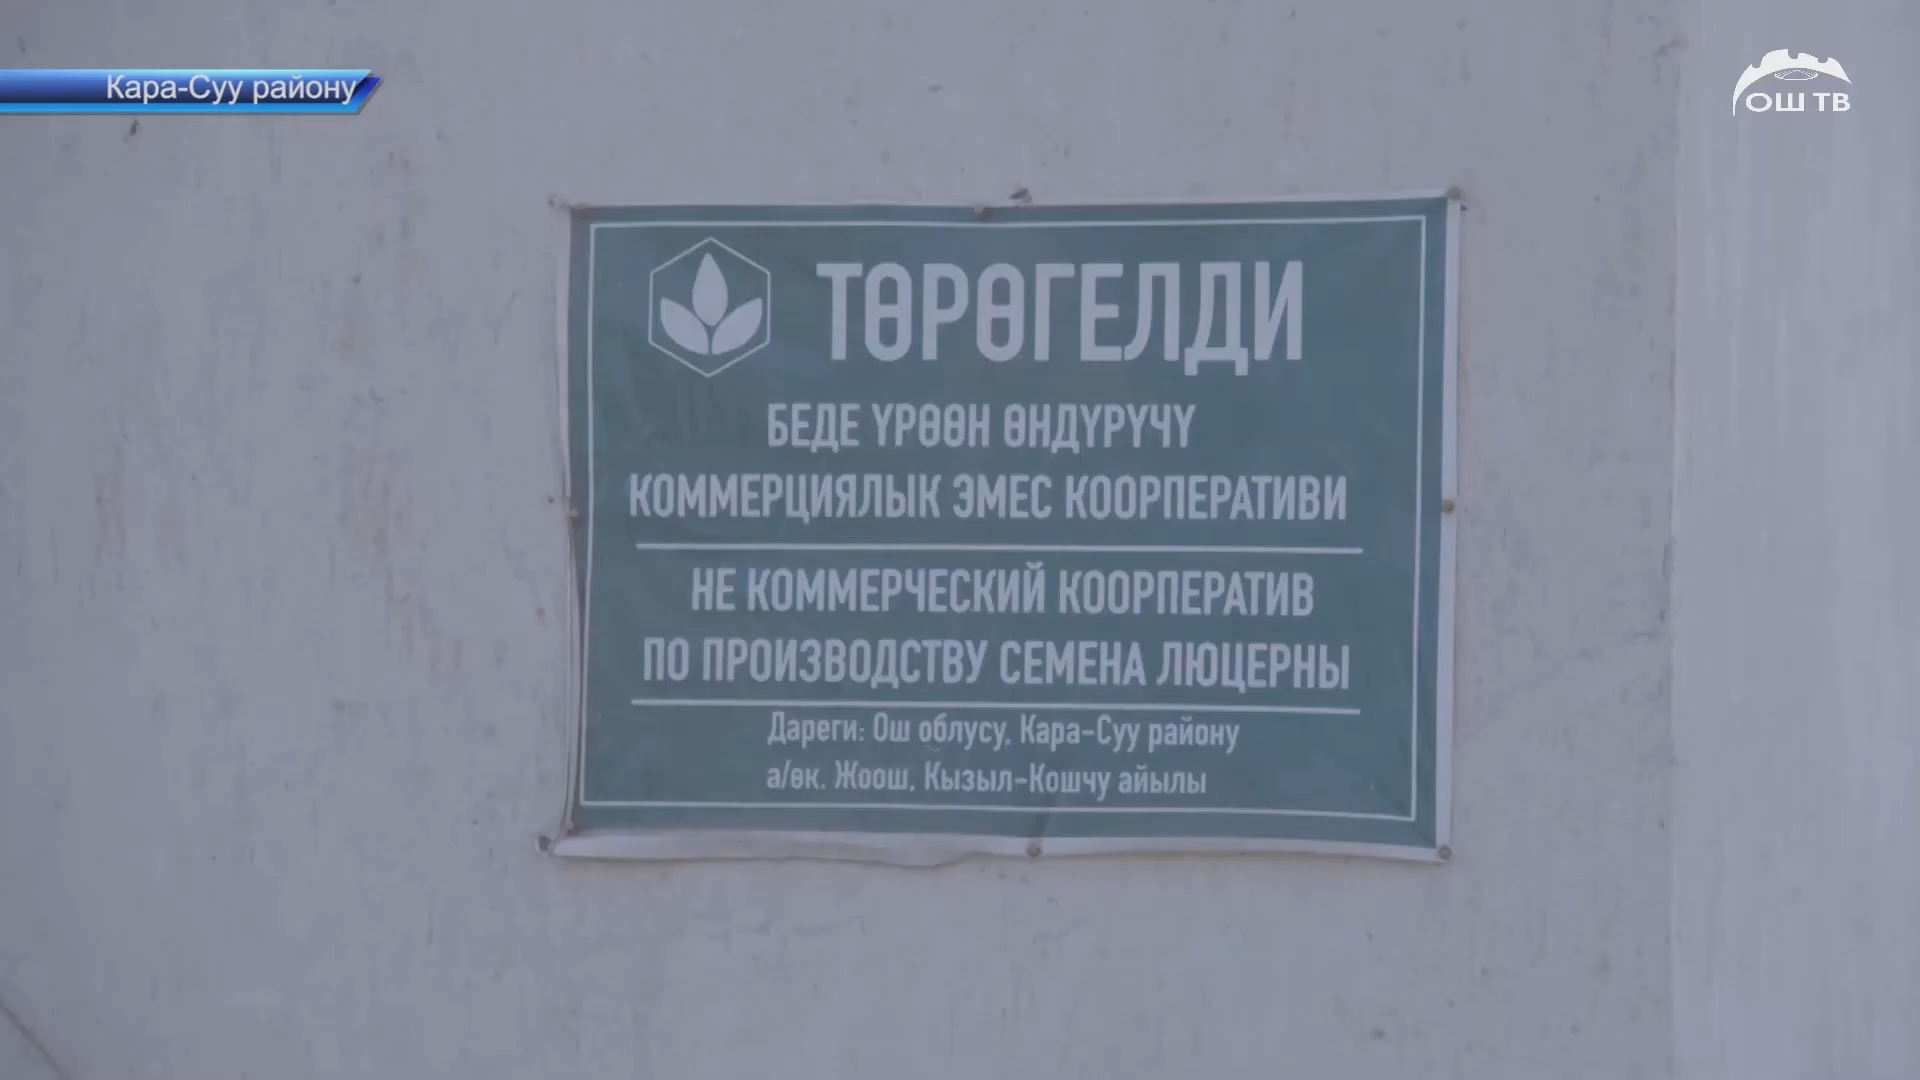 Кара-Суу району
ОШ ТВ
ТӨРӨГЕЛДИ
БЕДЕ ҮРӨӨН ӨНДҮРҮЧҮ
КОММЕРЦИЯЛЫК ЭМЕС КООРПЕРАТИВИ
НЕ КОММЕРЧЕСКИЙ КООРПЕРАТИВ
ПО ПРОИЗВОДСТВУ СЕМЕНА ЛЮЦЕРНЫ
Дареги: Ош облусу, Кара-Суу району
а/өк. Жоош, Кызыл-Кошчу айылы